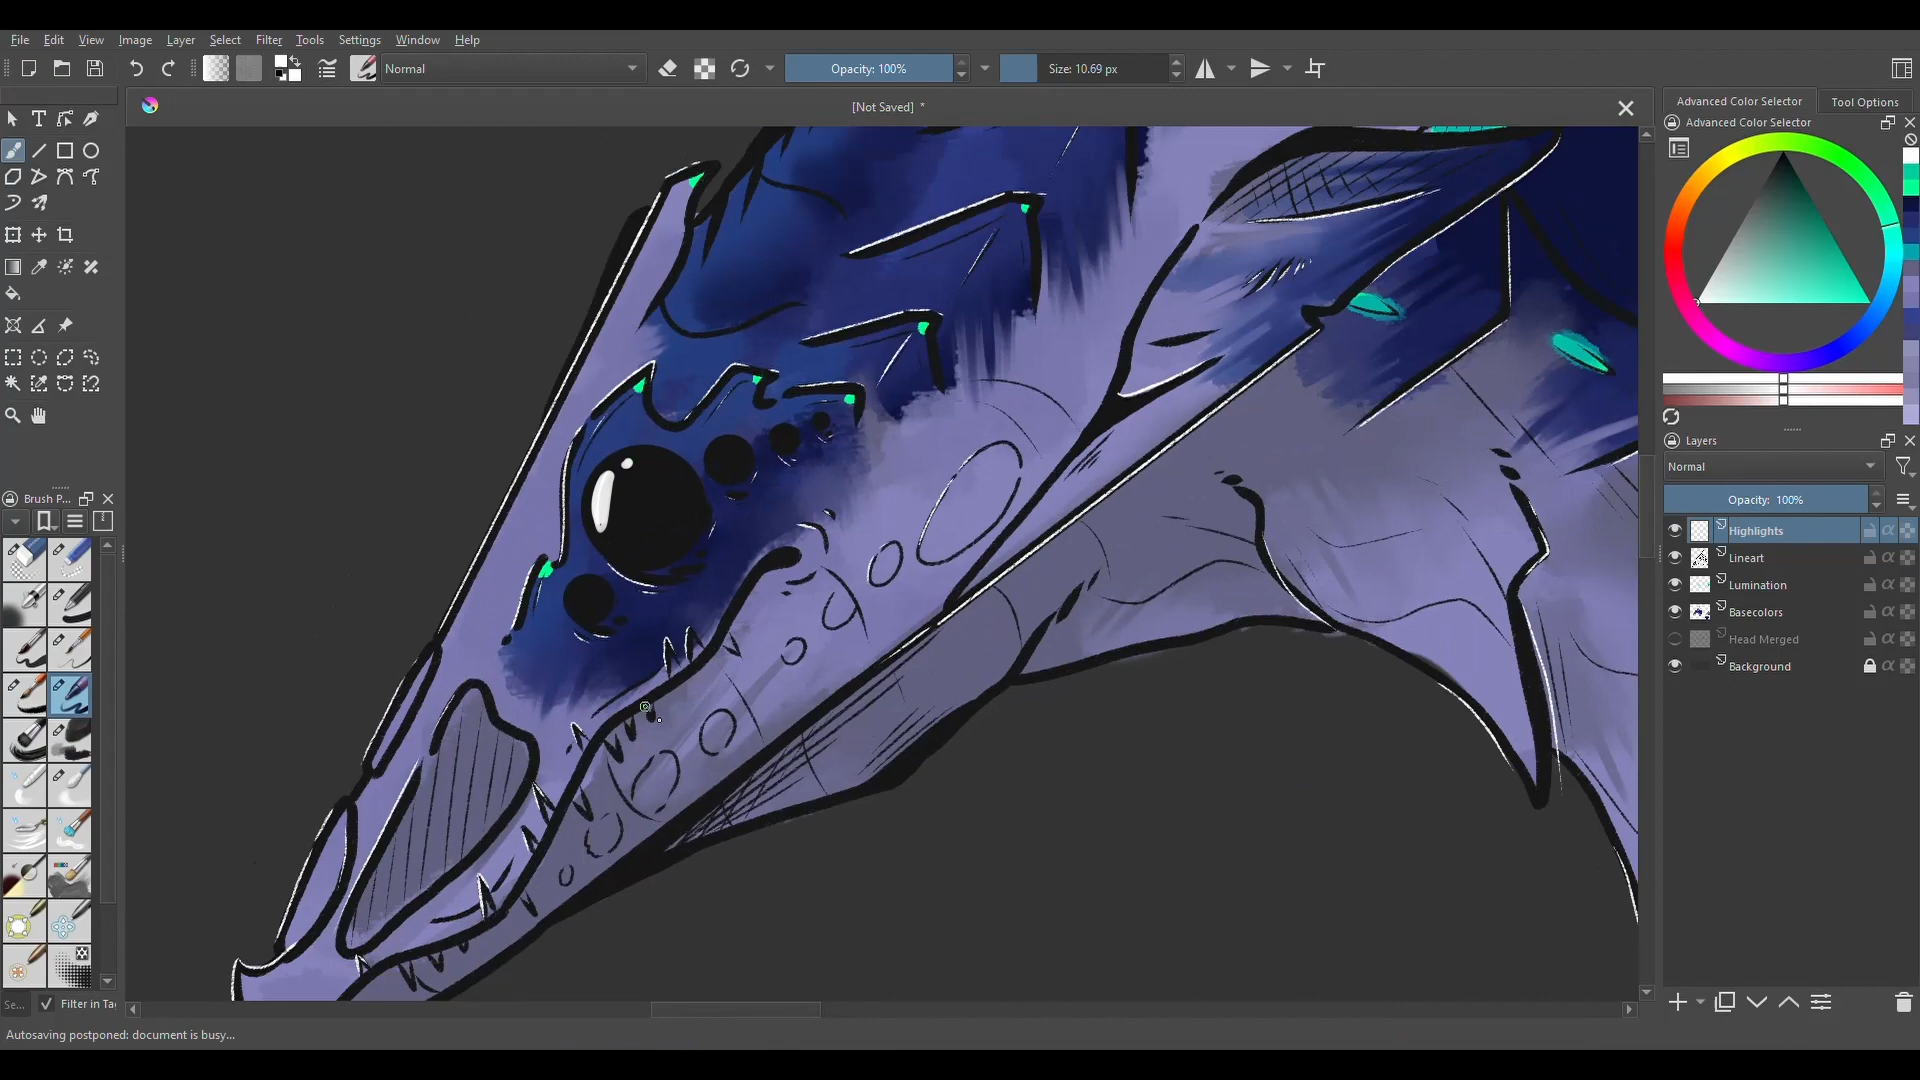 File Edit View Image Layer Select Filter Tools Settings Window Help
Normal
Opacity: 100%
Size: 10.69 px
[Not Saved] *
Advanced Color Selector
Tool Options
Advanced Color Selector
Brush P...
Layers
Normal
Opacity: 100%
Highlights
Lineart
Lumination
Basecolors
Head Merged
Background
Se...
Filter in Ta
Autosaving postponed: document is busy...